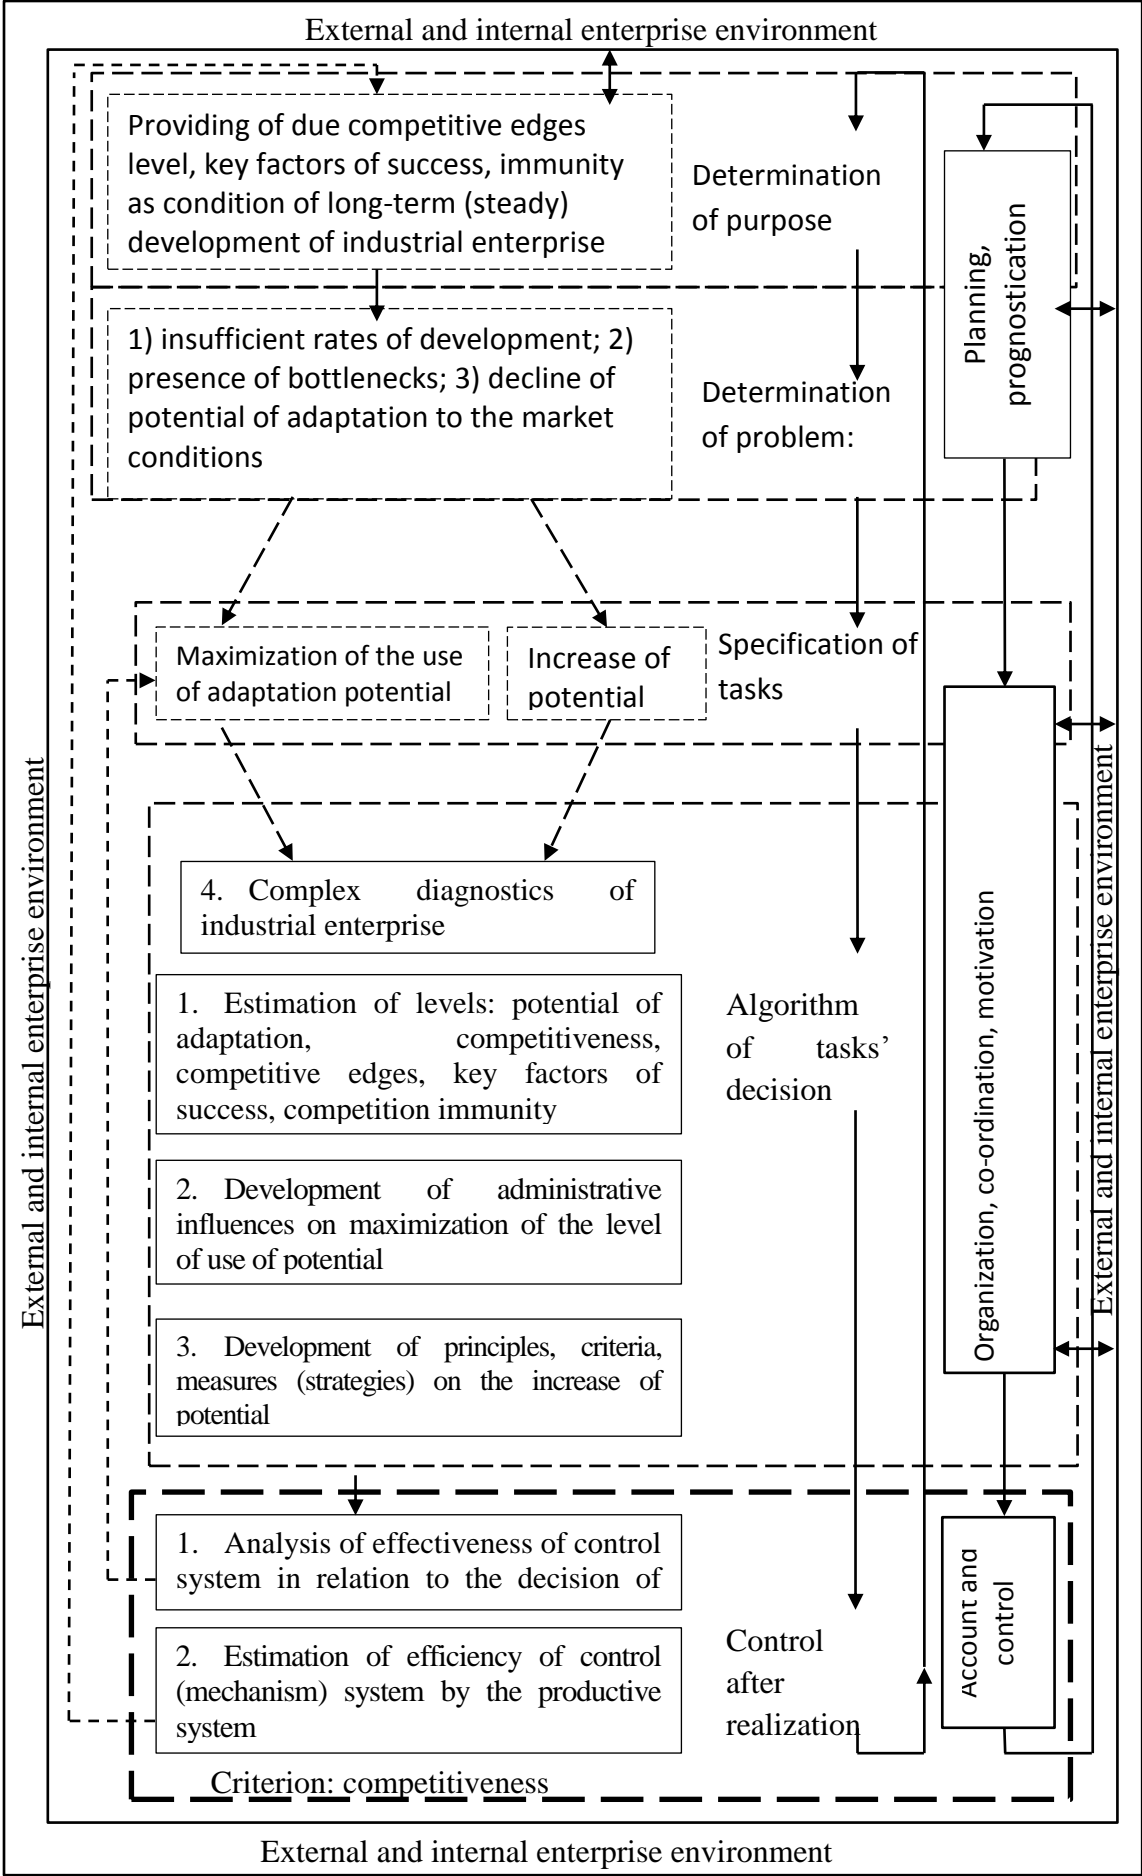 External and internal enterprise environment
Providing of due competitive edges
level, key factors of success, immunity
as condition of long-term (steady)
development of industrial enterprise
Determination
of purpose
Planning,
prognostication
1) insufficient rates of development; 2)
presence of bottlenecks; 3) decline of
potential of adaptation to the market
conditions
Determination
of problem:
Maximization of the use
of adaptation potential
Increase of
potential
Specification of
tasks
External and internal enterprise environment
4. Complex diagnostics of
industrial enterprise
1. Estimation of levels: potential of
adaptation, competitiveness,
competitive edges, key factors of
success, competition immunity
2. Development of administrative
influences on maximization of the level
of use of potential
3. Development of principles, criteria,
measures (strategies) on the increase of
potential
Algorithm
of tasks’
decision
Organization, co-ordination, motivation
External and internal enterprise environment
1. Analysis of effectiveness of control
system in relation to the decision of
2. Estimation of efficiency of control
(mechanism) system by the productive
system
Control
after
realization
Account and
control
Criterion: competitiveness
External and internal enterprise environment